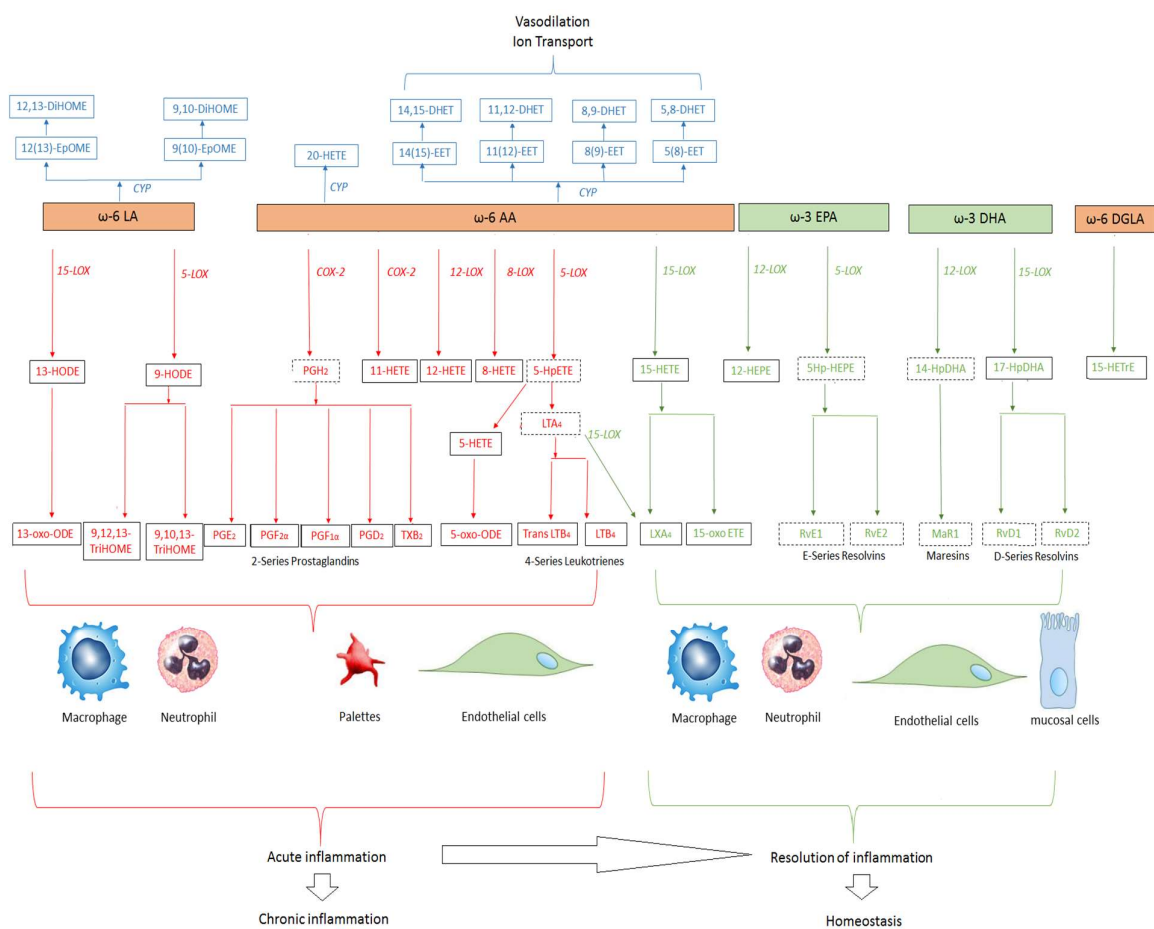 Vasodilation
Ion Transport
12,13-DiHOME
9,10-DiHOME
14,15-DHET
11,12-DHET
8,9-DHET
5,8-DHET
12(13)-EpOME
9(10)-EpOME
20-HETE
14(15)-EET
11(12)-EET
8(9)-EET
5(8)-EET
CYP
CYP
CYP
ω-6 LA
ω-6 AA
ω-3 EPA
ω-3 DHA
ω-6 DGLA
15-LOX
5-LOX
COX-2
COX-2
12-LOX
8-LOX
5-LOX
15-LOX
12-LOX
5-LOX
12-LOX
15-LOX
13-HODE
9-HODE
PGH2
11-HETE
12-HETE
8-HETE
5-HpETE
15-HETE
12-HEPE
5Hp-HEPE
14-HpDHA
17-HpDHA
15-HETrE
5-HETE
LTA4
15-LOX
13-oxo-ODE
9,12,13-
TriHOME
9,10,13-
TriHOME
PGE2
PGF2α
PGF1α
PGD2
TXB2
5-oxo-ODE
Trans LTB4
LTB4
LXA4
15-oxo ETE
RvE1
RvE2
MaR1
RvD1
RvD2
2-Series Prostaglandins
4-Series Leukotrienes
E-Series Resolvins
Maresins
D-Series Resolvins
Macrophage
Neutrophil
Palettes
Endothelial cells
Macrophage
Neutrophil
Endothelial cells
mucosal cells
Acute inflammation
Resolution of inflammation
Chronic inflammation
Homeostasis